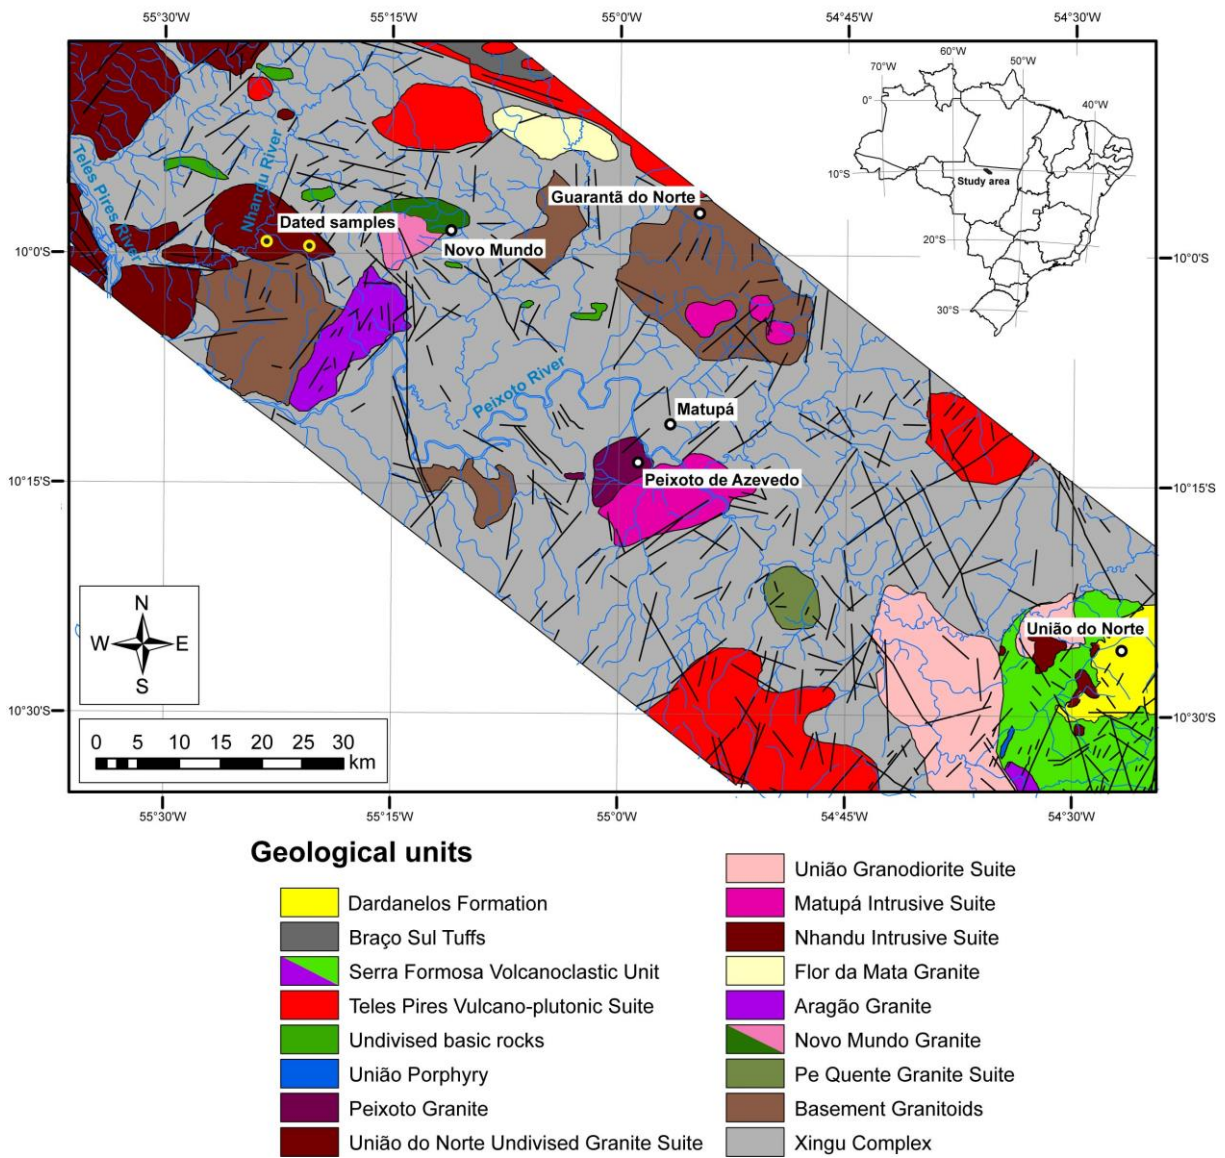 55°30'W
55°15'W
55°0'W
54°45'W
54°30'W
60°W
70°W
50°W
0°
40°W
10°S
Study area
20°S
30°S
Teles Pires River
Nhandu River
Guarantã do Norte
Dated samples
Novo Mundo
10°0'S
10°0'S
Peixoto River
Matupá
Peixoto de Azevedo
10°15'S
10°15'S
União do Norte
N
W
E
S
10°30'S
10°30'S
0 5 10 15 20 25 30
km
55°30'W
55°15'W
55°0'W
54°45'W
54°30'W
Geological units
Dardanelos Formation
Braço Sul Tuffs
Serra Formosa Volcanoclastic Unit
Teles Pires Vulcano-plutonic Suite
Undivised basic rocks
União Porphyry
Peixoto Granite
União do Norte Undivised Granite Suite
União Granodiorite Suite
Matupá Intrusive Suite
Nhandu Intrusive Suite
Flor da Mata Granite
Aragão Granite
Novo Mundo Granite
Pe Quente Granite Suite
Basement Granitoids
Xingu Complex